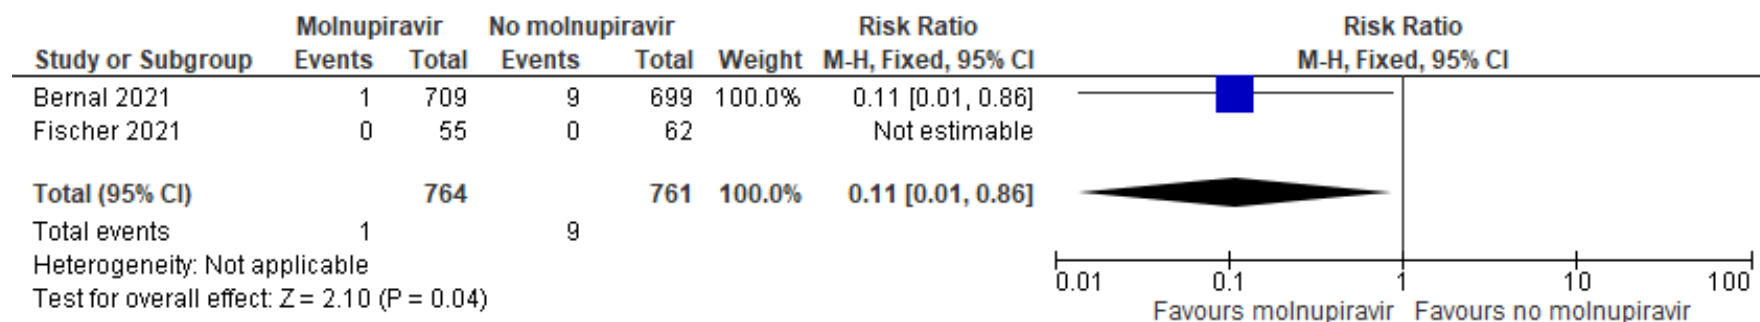 Molnupiravir No molnupiravir Risk Ratio Risk Ratio
Study or Subgroup Events Total Events Total Weight M-H, Fixed, 95% CI M-H, Fixed, 95% CI
Bernal 2021 1 709 9 699 100.0% 0.11 [0.01, 0.86]
Fischer 2021 0 55 0 62 Not estimable
Total (95% CI) 764 761 100.0% 0.11 [0.01, 0.86]
Total events 1 9
Heterogeneity: Not applicable
Test for overall effect: Z = 2.10 (P = 0.04)
0.01 0.1 1 10 100
Favours molnupiravir Favours no molnupiravir